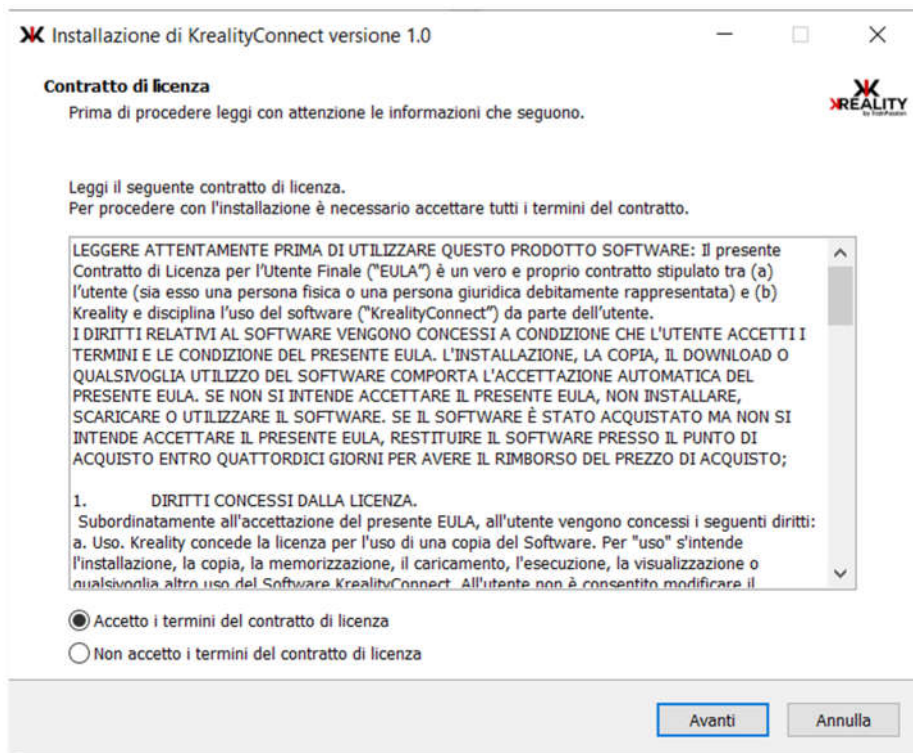 Installazione di KrealityConnect versione 1.0
Contratto di licenza
Prima di procedere leggi con attenzione le informazioni che seguono.
KREALITY
Leggi il seguente contratto di licenza.
Per procedere con l'installazione è necessario accettare tutti i termini del contratto.
LEGGERE ATTENTAMENTE PRIMA DI UTILIZZARE QUESTO PRODOTTO SOFTWARE: Il presente
Contratto di Licenza per l'Utente Finale ("EULA") è un vero e proprio contratto stipulato tra (a)
l'utente (sia esso una persona fisica o una persona giuridica debitamente rappresentata) e (b)
Kreality e disciplina l'uso del software ("KrealityConnect") da parte dell'utente.
I DIRITTI RELATIVI AL SOFTWARE VENGONO CONCESSI A CONDIZIONE CHE L'UTENTE ACCETTI I
TERMINI E LE CONDIZIONE DEL PRESENTE EULA. L'INSTALLAZIONE, LA COPIA, IL DOWNLOAD O
QUALSIVOGLIA UTILIZZO DEL SOFTWARE COMPORTA L'ACCETTAZIONE AUTOMATICA DEL
PRESENTE EULA. SE NON SI INTENDE ACCETTARE IL PRESENTE EULA, NON INSTALLARE,
SCARICARE O UTILIZZARE IL SOFTWARE. SE IL SOFTWARE È STATO ACQUISTATO MA NON SI
INTENDE ACCETTARE IL PRESENTE EULA, RESTITUIRE IL SOFTWARE PRESSO IL PUNTO DI
ACQUISTO ENTRO QUATTORDICI GIORNI PER AVERE IL RIMBORSO DEL PREZZO DI ACQUISTO;
1. DIRITTI CONCESSI DALLA LICENZA.
Subordinatamente all'accettazione del presente EULA, all'utente vengono concessi i seguenti diritti:
a. Uso. Kreality concede la licenza per l'uso di una copia del Software. Per "uso" s'intende
l'installazione, la copia, la memorizzazione, il caricamento, l'esecuzione, la visualizzazione o
qualsivoglia altro uso del Software KrealityConnect. All'utente non è consentito modificare il
Accetto i termini del contratto di licenza
Non accetto i termini del contratto di licenza
Avanti
Annulla